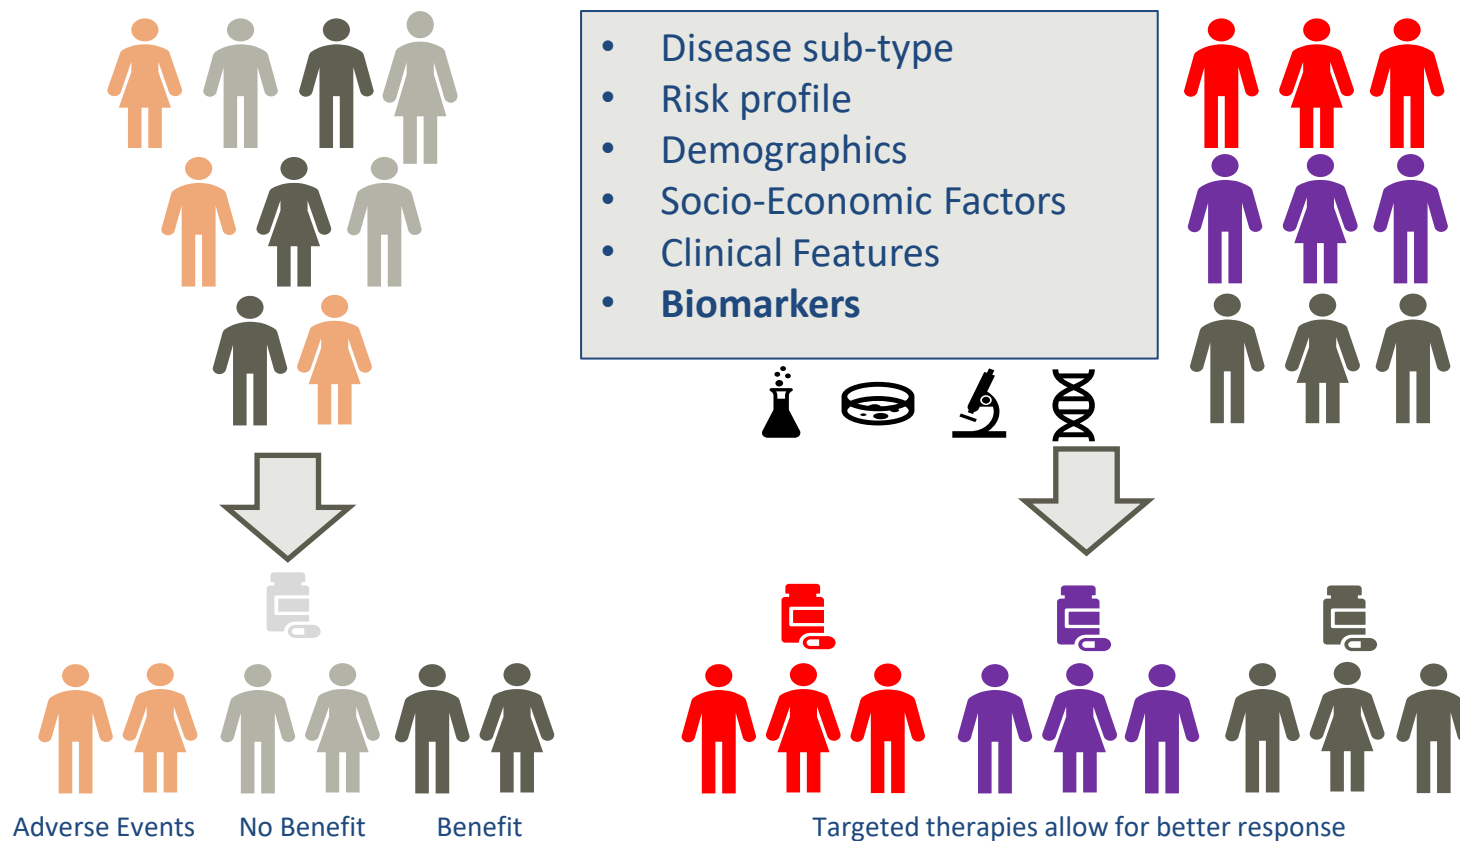 • Disease sub-type
• Risk profile
• Demographics
• Socio-Economic Factors
• Clinical Features
• Biomarkers
Adverse Events
No Benefit
Benefit
Targeted therapies allow for better response